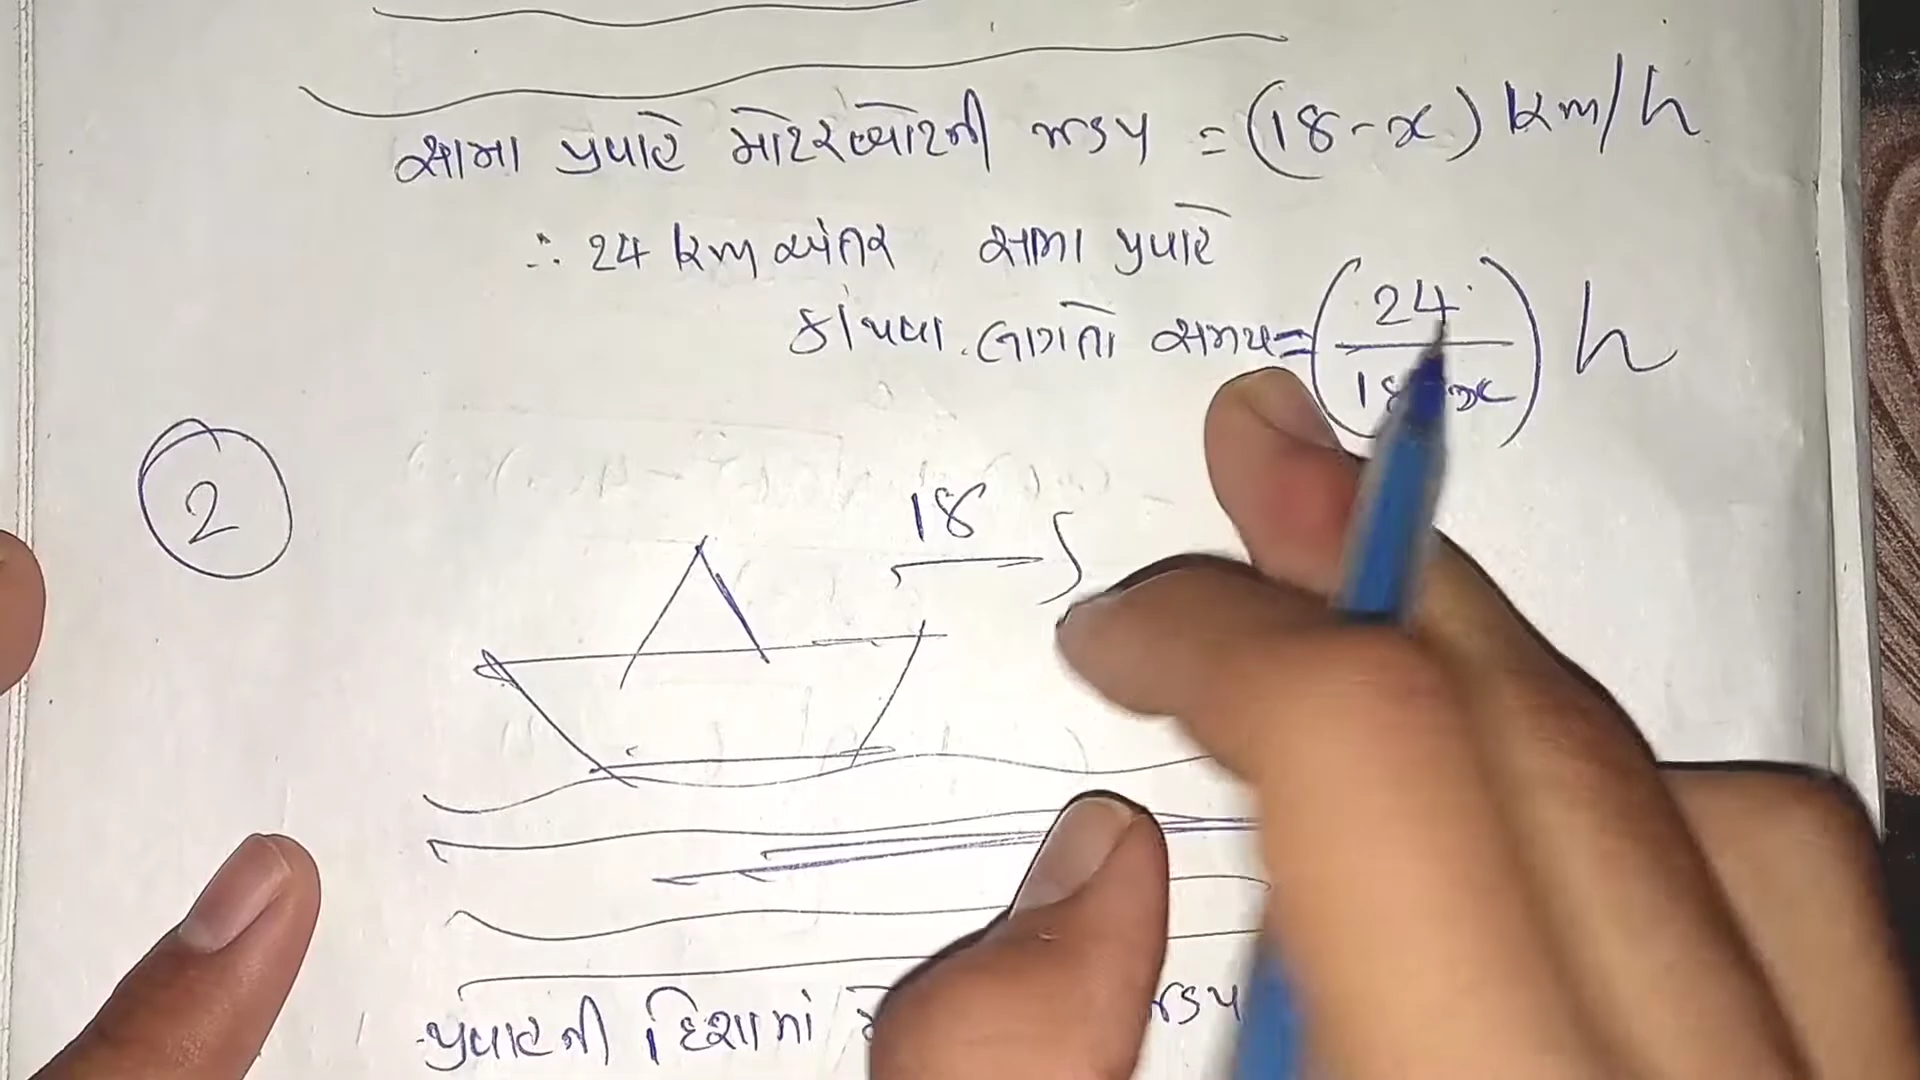 સામા પ્રવાહે મોટરબોટની ઝડપ = (18-x) km/h
∴ 24 km અંતર સામા પ્રવાહે
કાંપવા લાગતો સમય = (24/18-x) h
2
18
પ્રવાહની દિશામાં